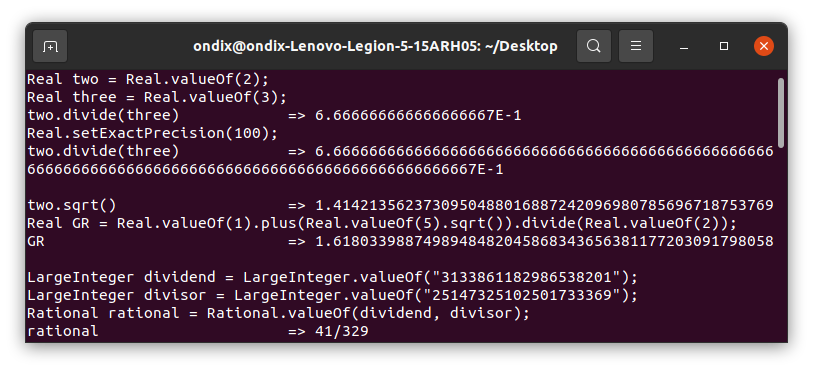 ondix@ondix-Lenovo-Legion-5-15ARH05: ~/Desktop
Real two = Real.valueOf(2);
Real three = Real.valueOf(3);
two.divide(three)            => 6.666666666666666667E-1
Real.setExactPrecision(100);
two.divide(three)            => 6.6666666666666666666666666666666666666666666666666
66666666666666666666666666666666666666666666666667E-1
two.sqrt()                   => 1.4142135623730950488016887242096980785696718753769
Real GR = Real.valueOf(1).plus(Real.valueOf(5).sqrt()).divide(Real.valueOf(2));
GR                           => 1.6180339887498948482045868343656381177203091798058
LargeInteger dividend = LargeInteger.valueOf("3133861182986538201");
LargeInteger divisor = LargeInteger.valueOf("25147325102501733369");
Rational rational = Rational.valueOf(dividend, divisor);
rational                     => 41/329